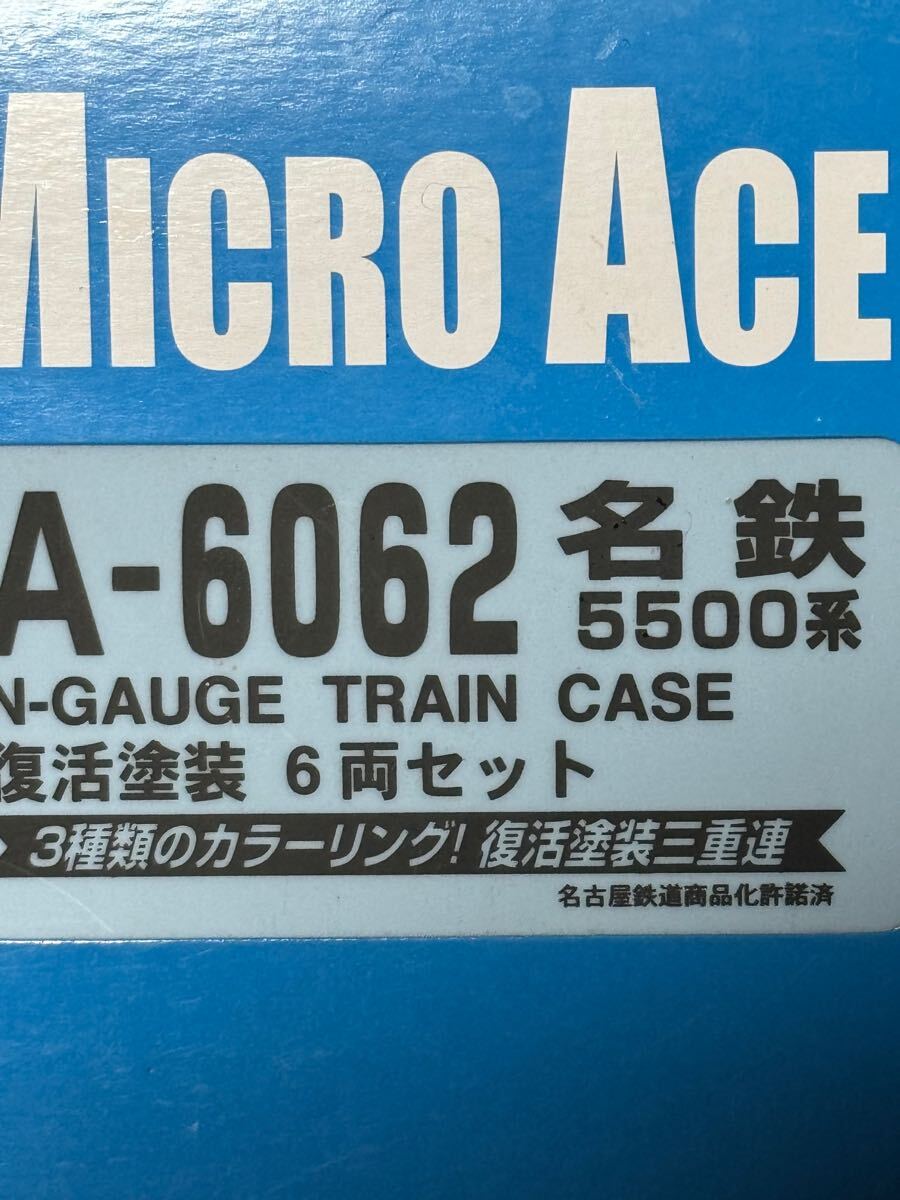 MICRO ACE
A-6062 名鉄
5500系
N-GAUGE TRAIN CASE
復活塗装 6両セット
3種類のカラーリング! 復活塗装三重連
名古屋鉄道商品化許諾済